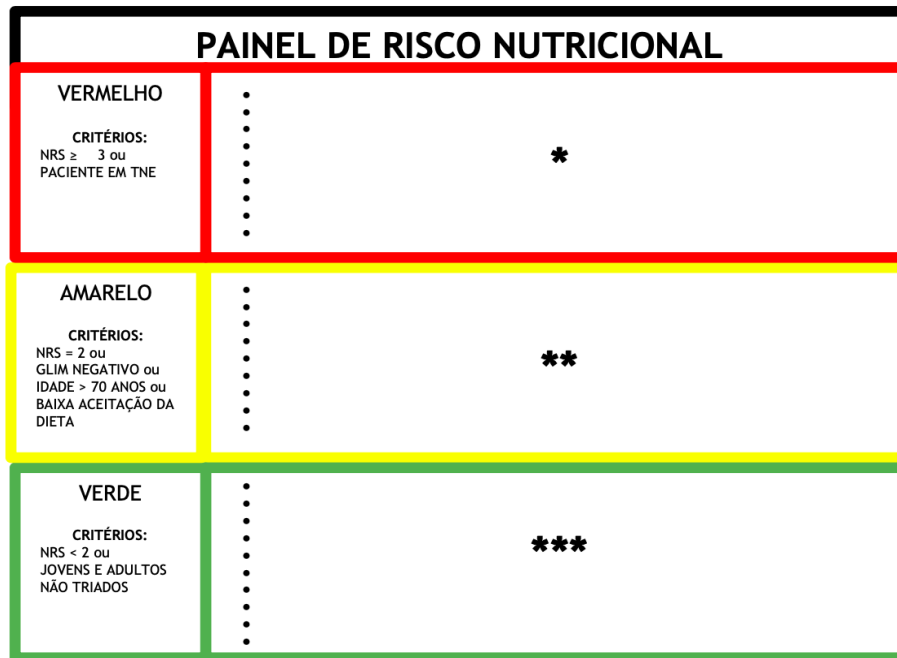 PAINEL DE RISCO NUTRICIONAL
VERMELHO
CRITÉRIOS:
NRS ≥ 3 ou
PACIENTE EM TNE
*
AMARELO
CRITÉRIOS:
NRS = 2 ou
GLIM NEGATIVO ou
IDADE > 70 ANOS ou
BAIXA ACEITAÇÃO DA
DIETA
**
VERDE
CRITÉRIOS:
NRS < 2 ou
JOVENS E ADULTOS
NÃO TRIADOS
***